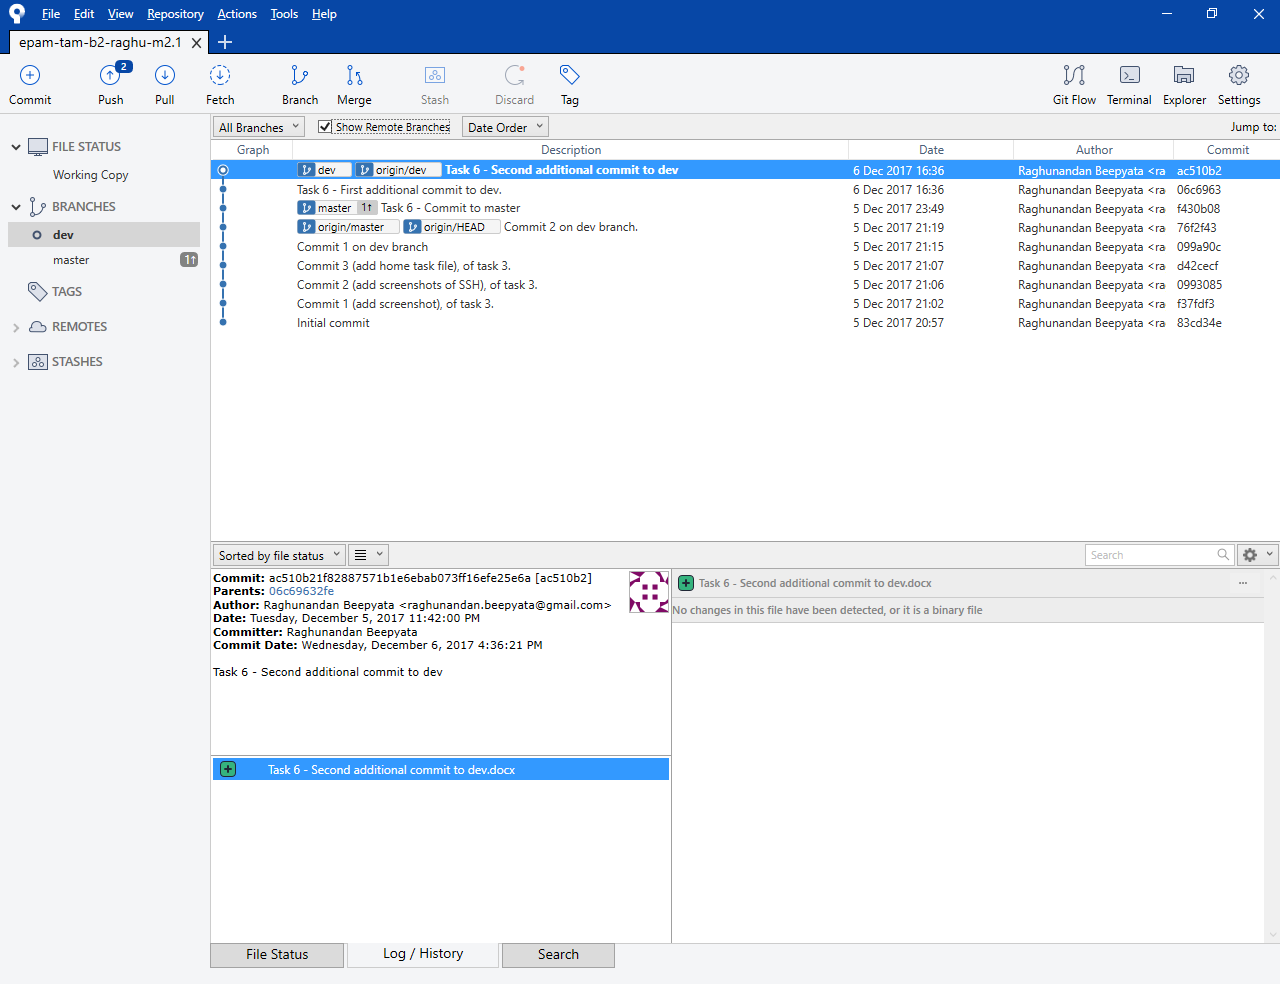 File Edit View Repository Actions Tools Help
epam-tam-b2-raghu-m2.1
2
Commit Push Pull Fetch Branch Merge Stash Discard Tag Git Flow Terminal Explorer Settings
All Branches Show Remote Branches Date Order Jump to:
FILE STATUS
Working Copy
BRANCHES
dev
master 1↑
TAGS
REMOTES
STASHES
Graph Description Date Author Commit
dev origin/dev Task 6 - Second additional commit to dev 6 Dec 2017 16:36 Raghunandan Beepyata <ra ac510b2
Task 6 - First additional commit to dev. 6 Dec 2017 16:36 Raghunandan Beepyata <ra 06c6963
master 1↑ Task 6 - Commit to master 5 Dec 2017 23:49 Raghunandan Beepyata <ra f430b08
origin/master origin/HEAD Commit 2 on dev branch. 5 Dec 2017 21:19 Raghunandan Beepyata <ra 76f2f43
Commit 1 on dev branch 5 Dec 2017 21:15 Raghunandan Beepyata <ra 099a90c
Commit 3 (add home task file), of task 3. 5 Dec 2017 21:07 Raghunandan Beepyata <ra d42cecf
Commit 2 (add screenshots of SSH), of task 3. 5 Dec 2017 21:06 Raghunandan Beepyata <ra 0993085
Commit 1 (add screenshot), of task 3. 5 Dec 2017 21:02 Raghunandan Beepyata <ra f37fdf3
Initial commit 5 Dec 2017 20:57 Raghunandan Beepyata <ra 83cd34e
Sorted by file status Search
Commit: ac510b21f82887571b1e6ebab073ff16efe25e6a [ac510b2]
Parents: 06c69632fe
Author: Raghunandan Beepyata <raghunandan.beepyata@gmail.com>
Date: Tuesday, December 5, 2017 11:42:00 PM
Committer: Raghunandan Beepyata
Commit Date: Wednesday, December 6, 2017 4:36:21 PM
Task 6 - Second additional commit to dev
Task 6 - Second additional commit to dev.docx
Task 6 - Second additional commit to dev.docx ...
No changes in this file have been detected, or it is a binary file
File Status Log / History Search